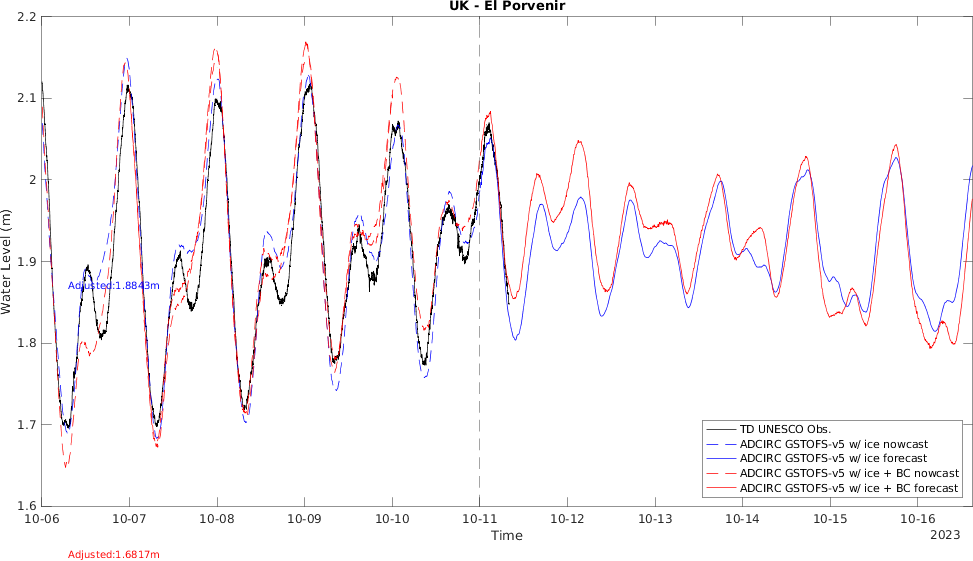 UK - El Porvenir
2.2
2.1
2
1.9
1.8
1.7
1.6
Water Level (m)
Adjusted:1.8843m
TD UNESCO Obs.
ADCIRC GSTOFS-v5 w/ ice nowcast
ADCIRC GSTOFS-v5 w/ ice forecast
ADCIRC GSTOFS-v5 w/ ice + BC nowcast
ADCIRC GSTOFS-v5 w/ ice + BC forecast
10-06 10-07 10-08 10-09 10-10 10-11 10-12 10-13 10-14 10-15 10-16
Time
2023
Adjusted:1.6817m